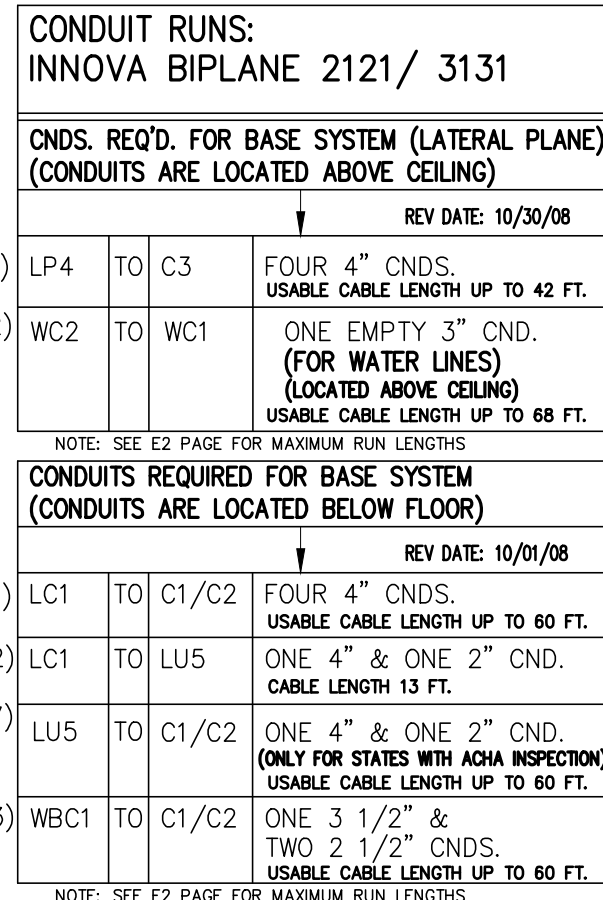 CONDUIT RUNS:
INNOVA BIPLANE 2121/ 3131
CNDS. REQ'D. FOR BASE SYSTEM (LATERAL PLANE)
(CONDUITS ARE LOCATED ABOVE CEILING)
REV DATE: 10/30/08
) LP4 TO C3 FOUR 4" CNDS.
USABLE CABLE LENGTH UP TO 42 FT.
) WC2 TO WC1 ONE EMPTY 3" CND.
(FOR WATER LINES)
(LOCATED ABOVE CEILING)
USABLE CABLE LENGTH UP TO 68 FT.
NOTE: SEE E2 PAGE FOR MAXIMUM RUN LENGTHS
CONDUITS REQUIRED FOR BASE SYSTEM
(CONDUITS ARE LOCATED BELOW FLOOR)
REV DATE: 10/01/08
) LC1 TO C1/C2 FOUR 4" CNDS.
USABLE CABLE LENGTH UP TO 60 FT.
2) LC1 TO LU5 ONE 4" & ONE 2" CND.
CABLE LENGTH 13 FT.
) LU5 TO C1/C2 ONE 4" & ONE 2" CND.
(ONLY FOR STATES WITH ACHA INSPECTION)
USABLE CABLE LENGTH UP TO 60 FT.
3) WBC1 TO C1/C2 ONE 3 1/2" &
TWO 2 1/2" CNDS.
USABLE CABLE LENGTH UP TO 60 FT.
NOTE: SEE E2 PAGE FOR MAXIMUM RUN LENGTHS